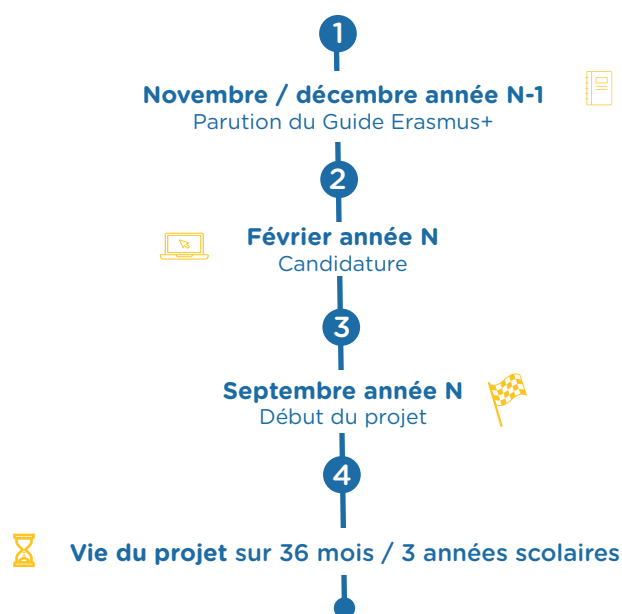 1
Novembre / décembre année N-1
Parution du Guide Erasmus+
2
Février année N
Candidature
3
Septembre année N
Début du projet
4
Vie du projet sur 36 mois / 3 années scolaires